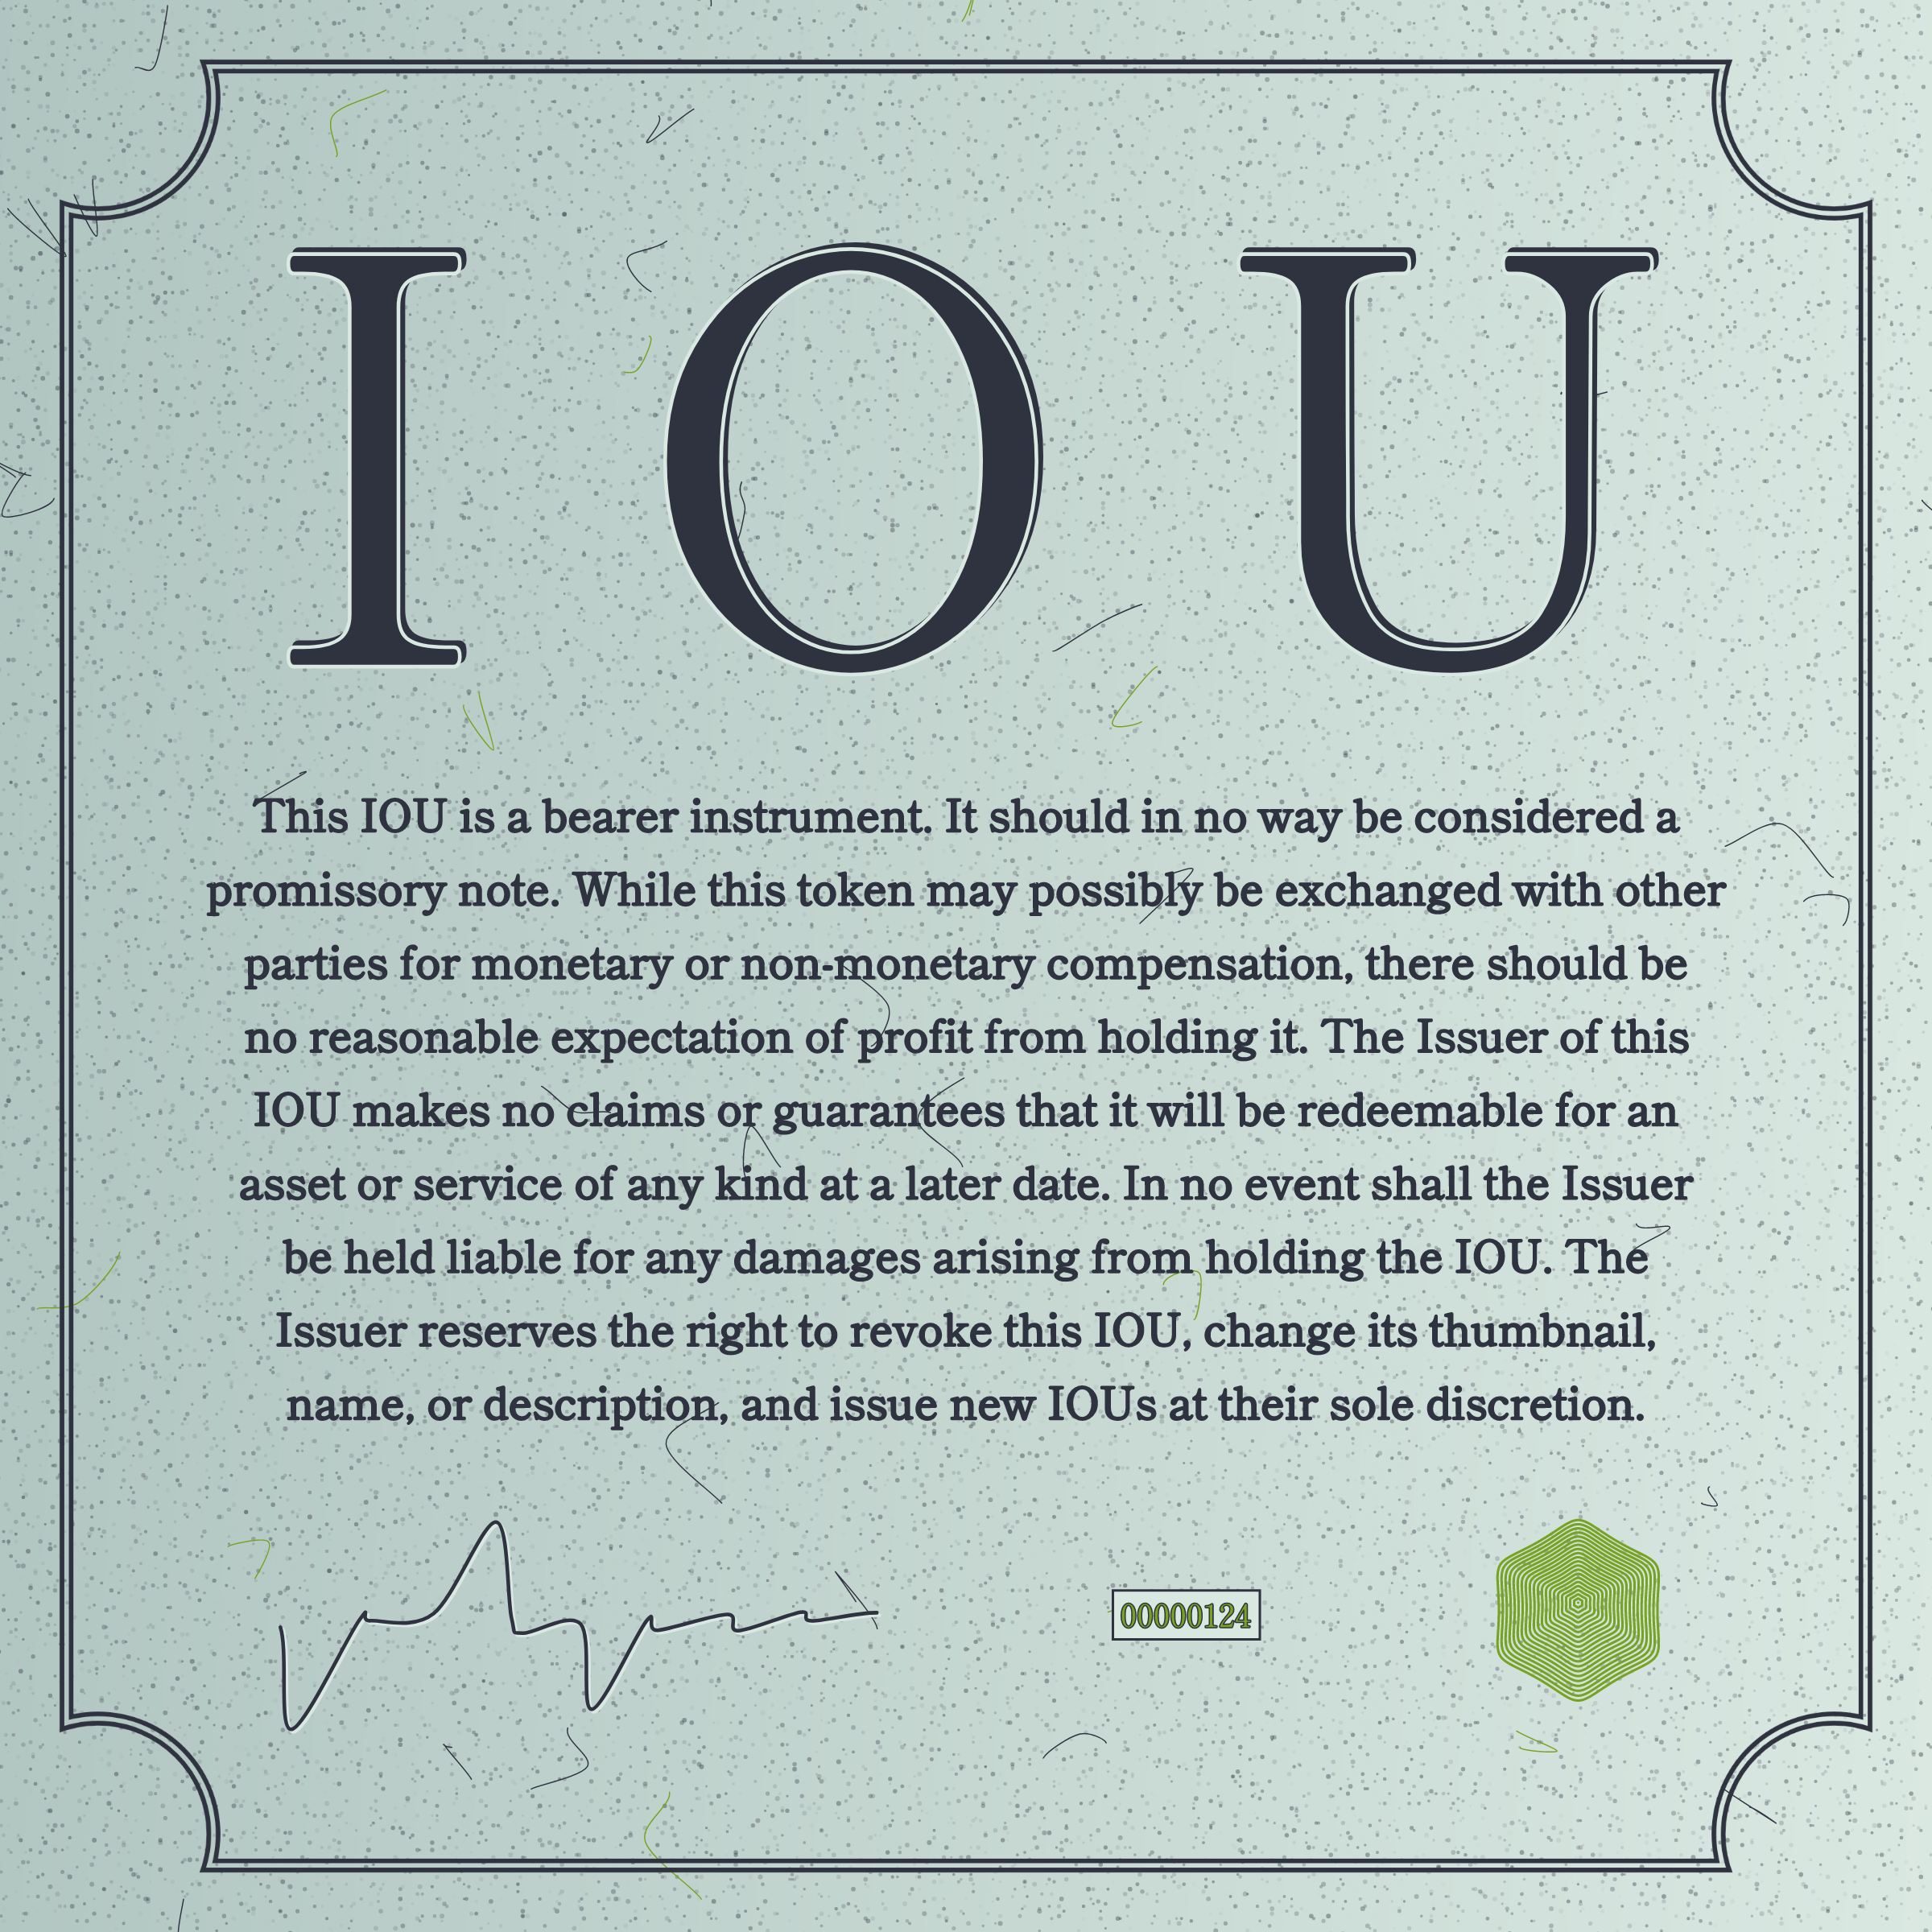 I O U
This IOU is a bearer instrument. It should in no way be considered a
promissory note. While this token may possibly be exchanged with other
parties for monetary or non-monetary compensation, there should be
no reasonable expectation of profit from holding it. The Issuer of this
IOU makes no claims or guarantees that it will be redeemable for an
asset or service of any kind at a later date. In no event shall the Issuer
be held liable for any damages arising from holding the IOU. The
Issuer reserves the right to revoke this IOU, change its thumbnail,
name, or description, and issue new IOUs at their sole discretion.
00000124